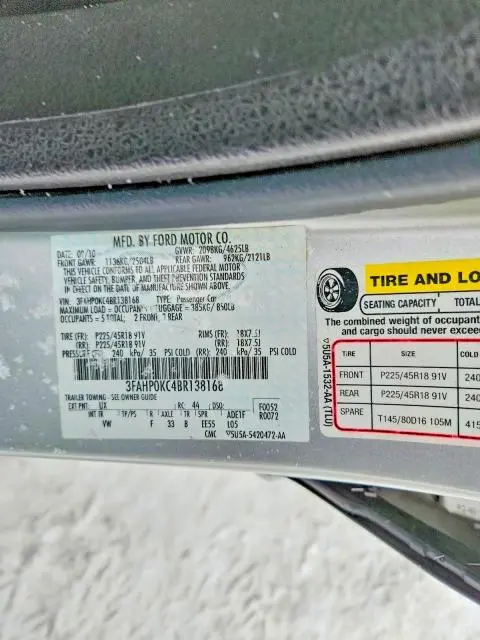 MFD. BY FORD MOTOR CO.
DATE: 09/10 GVWR: 2098KG/4625LB
FRONT GAWR: 1136KG/2504LB REAR GAWR: 962KG/2121LB
THIS VEHICLE CONFORMS TO ALL APPLICABLE FEDERAL MOTOR
VEHICLE SAFETY, BUMPER, AND THEFT PREVENTION STANDARDS
IN EFFECT ON THE DATE OF MANUFACTURE SHOWN ABOVE.
VIN: 3FAHP0KC4BR138168 TYPE: Passenger Car
MAXIMUM LOAD = OCCUPANTS + LUGGAGE = 385KG/850LB
OCCUPANTS = 5 TOTAL, 2 FRONT, 3 REAR
TIRE (FR): P225/45R18 91V RIMS (FR): 18X7.5J
(RR): P225/45R18 91V (RR): 18X7.5J
PRESSURE (FR): 240 kPa/ 35 PSI COLD (RR): 240 kPa/ 35 PSI COLD
3FAHP0KC4BR138168
TRAILER TOWING - SEE OWNER GUIDE
EXT PNT: UX RC: 44 DSO: F0052
INT TR TP/PS R AXLE TR SPR ADE1F R0072
VW F 33 B EE55 L05
CMC 5U5A-5420472-AA
5U5A-1532-AA (TLU)
TIRE AND LO
SEATING CAPACITY TOTAL
The combined weight of occupant
and cargo should never exceed
TIRE SIZE COLD
FRONT P225/45R18 91V 240
REAR P225/45R18 91V 240
SPARE T145/80D16 105M 415